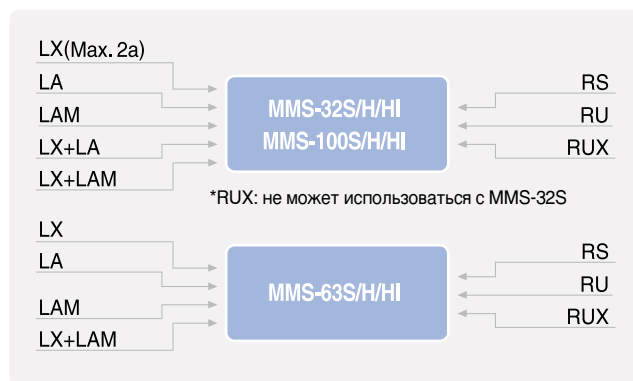 LX(Max. 2a)
LA
LAM
LX+LA
LX+LAM
MMS-32S/H/HI
MMS-100S/H/HI
RS
RU
RUX
*RUX: не может использоваться с MMS-32S
LX
LA
LAM
LX+LAM
MMS-63S/H/HI
RS
RU
RUX